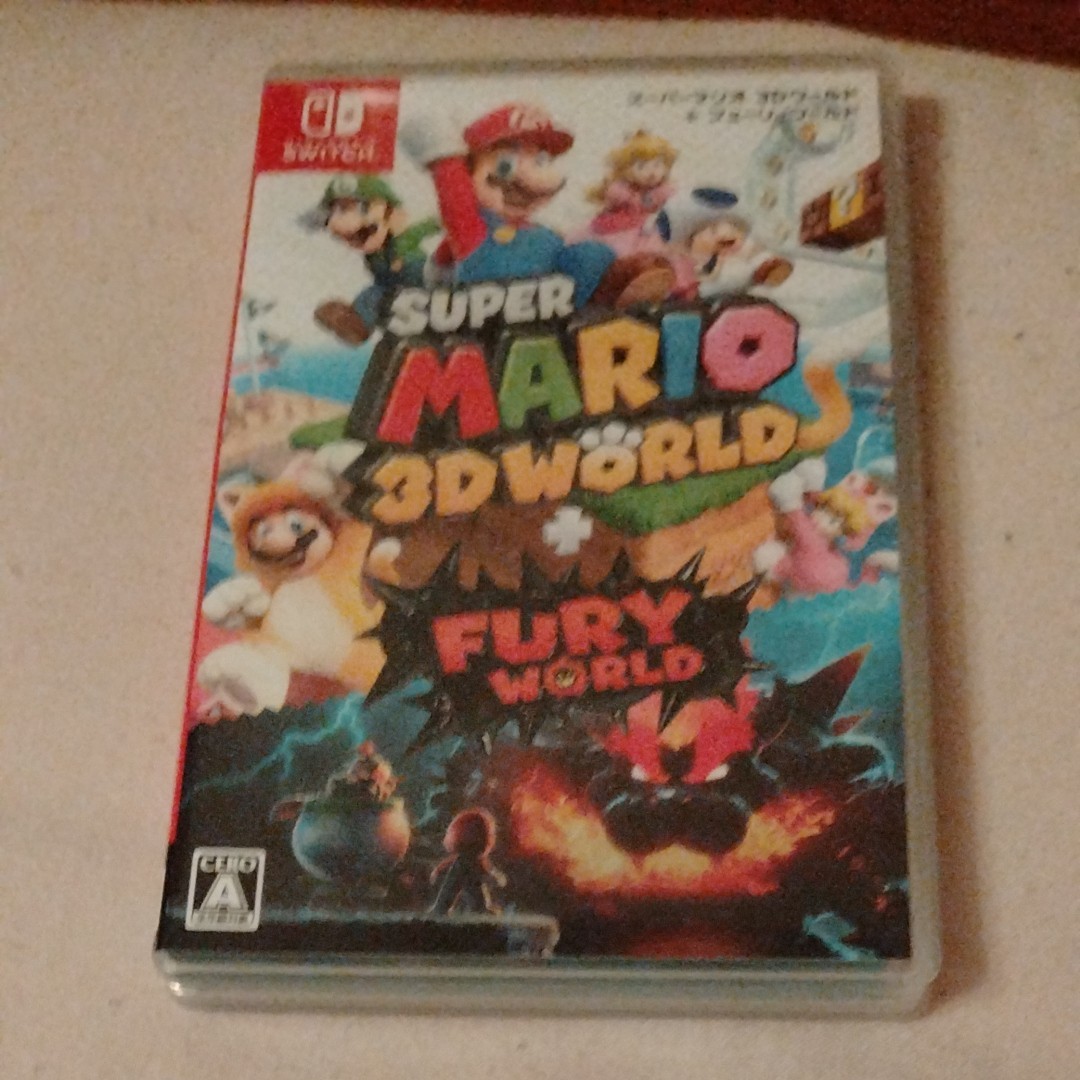 SWITCH
スーパーマリオ 3Dワールド
+ フューリーワールド
SUPER
MARIO
3D WORLD
+
FURY
WORLD
CERO
A